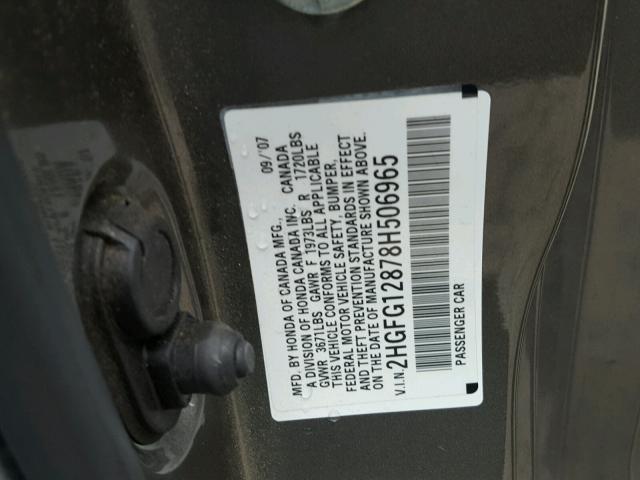 MFD. BY HONDA OF CANADA MFG., 09/'07
A DIVISION OF HONDA CANADA INC. CANADA
GVWR 3671LBS GAWR F 1973LBS R 1720LBS
THIS VEHICLE CONFORMS TO ALL APPLICABLE
FEDERAL MOTOR VEHICLE SAFETY, BUMPER,
AND THEFT PREVENTION STANDARDS IN EFFECT
ON THE DATE OF MANUFACTURE SHOWN ABOVE.
V.I.N. 2HGFG12878H506965
PASSENGER CAR